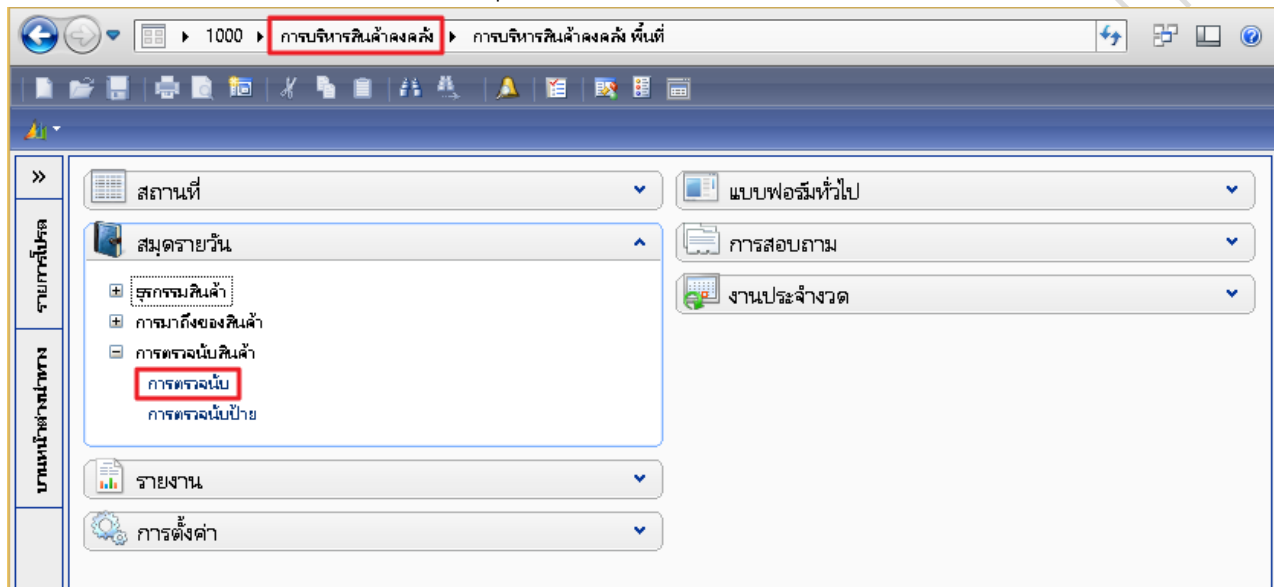 1000 ▸ การบริหารสินค้าคงคลัง ▸ การบริหารสินค้าคงคลัง พื้นที่
»
รายการโปรด
บานหน้าต่างนำทาง
สถานที่
สมุดรายวัน
ธุรกรรมสินค้า
การมาถึงของสินค้า
การตรวจนับสินค้า
การตรวจนับ
การตรวจนับป้าย
รายงาน
การตั้งค่า
แบบฟอร์มทั่วไป
การสอบถาม
งานประจำงวด